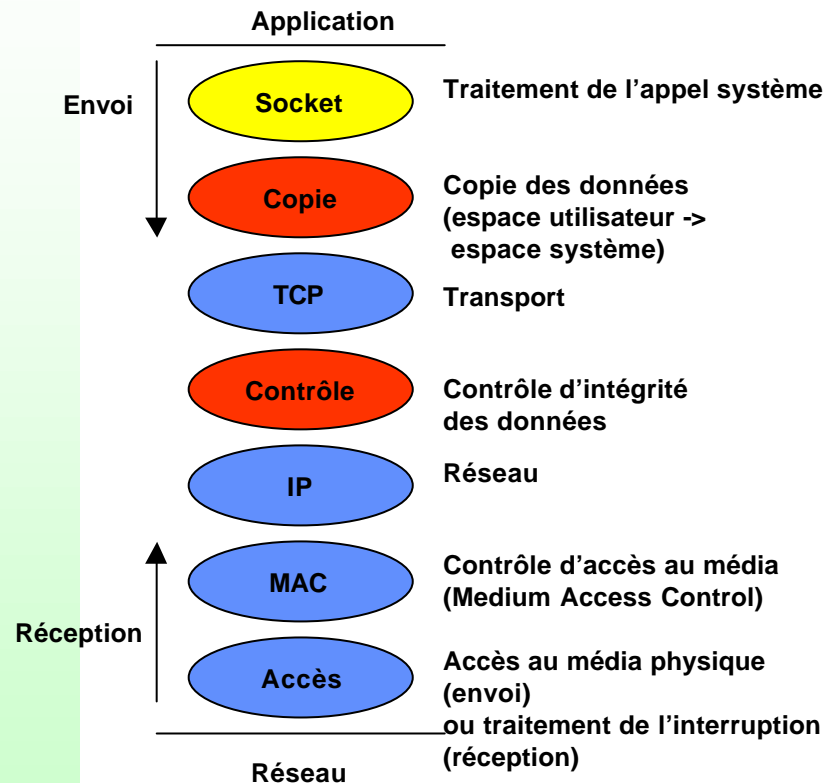 Application
Envoi
Socket
Traitement de l'appel système
Copie
Copie des données
(espace utilisateur ->
espace système)
TCP
Transport
Contrôle
Contrôle d'intégrité
des données
IP
Réseau
MAC
Contrôle d'accès au média
(Medium Access Control)
Réception
Accès
Accès au média physique
(envoi)
ou traitement de l'interruption
(réception)
Réseau